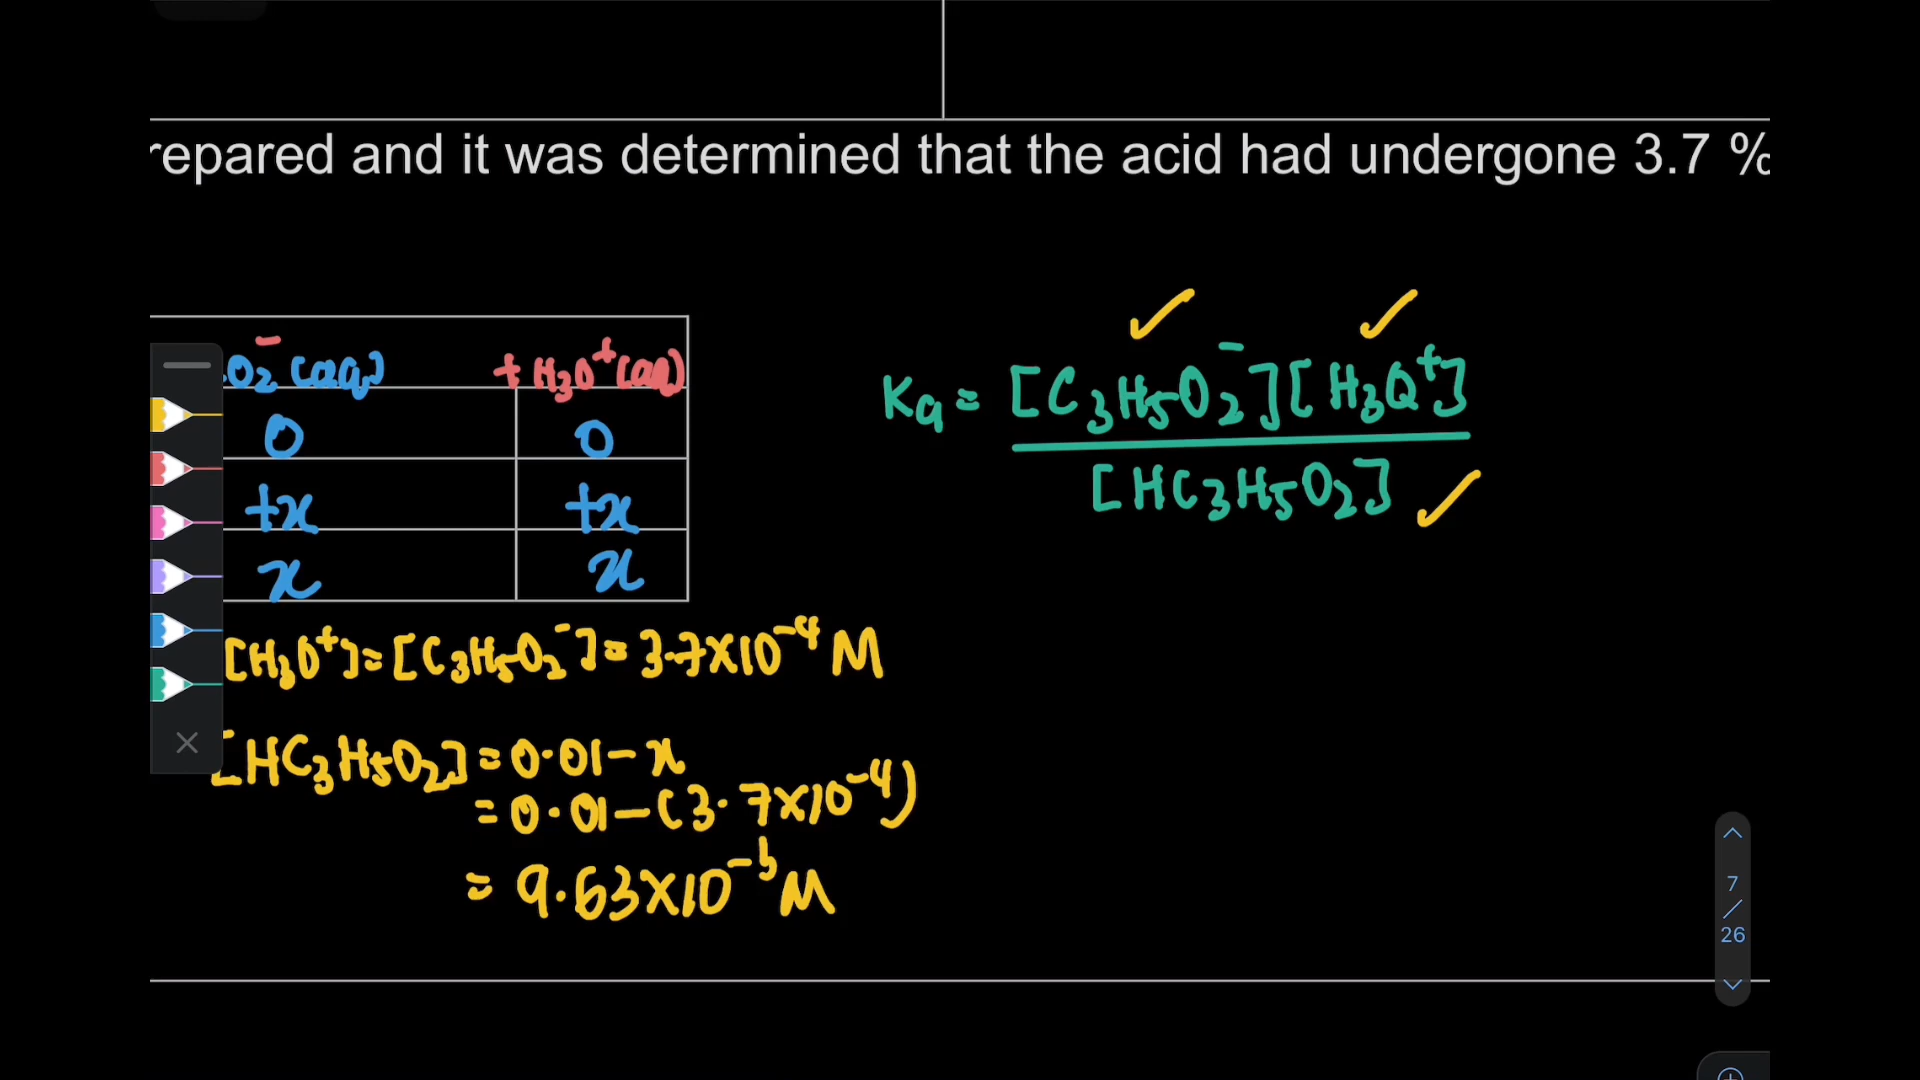 repared and it was determined that the acid had undergone 3.7 %
O₂⁻ (aq) + H₃O⁺(aq)
0 0
+x +x
x x
Ka = [C₃H₅O₂⁻][H₃O⁺]
[HC₃H₅O₂]
[H₃O⁺] = [C₃H₅O₂⁻] = 3.7×10⁻⁴ M
[HC₃H₅O₂] = 0.01 - x
= 0.01 - (3.7×10⁻⁴)
= 9.63×10⁻³ M
7
/
26